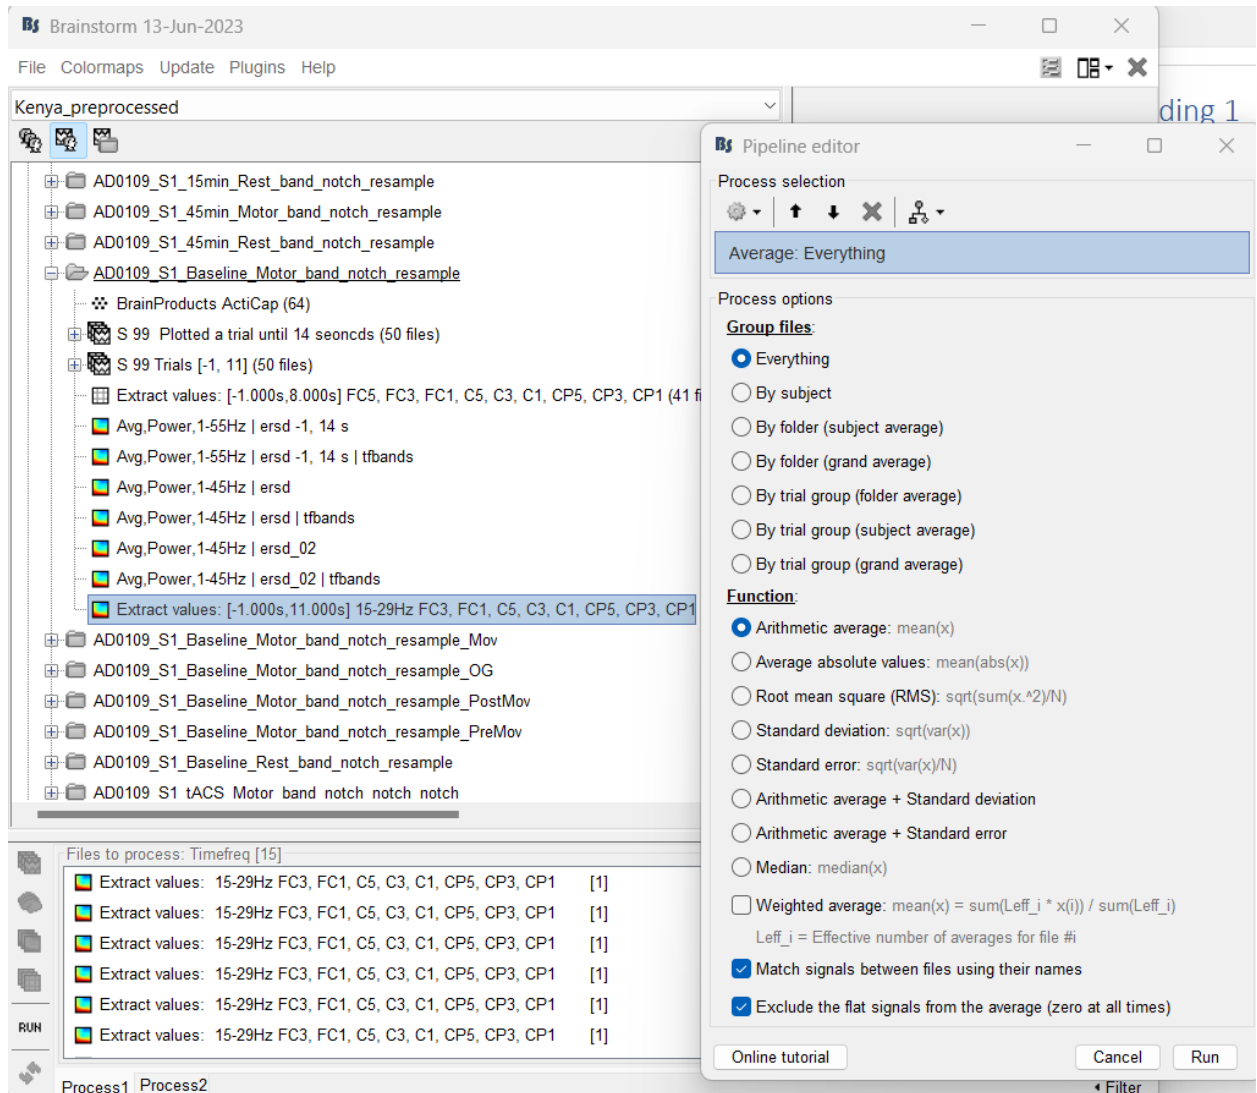 Brainstorm 13-Jun-2023
File Colormaps Update Plugins Help
Kenya_preprocessed
ding 1
AD0109_S1_15min_Rest_band_notch_resample
AD0109_S1_45min_Motor_band_notch_resample
AD0109_S1_45min_Rest_band_notch_resample
AD0109_S1_Baseline_Motor_band_notch_resample
BrainProducts ActiCap (64)
S 99 Plotted a trial until 14 seoncds (50 files)
S 99 Trials [-1, 11] (50 files)
Extract values: [-1.000s,8.000s] FC5, FC3, FC1, C5, C3, C1, CP5, CP3, CP1 (41 fi
Avg,Power,1-55Hz | ersd -1, 14 s
Avg,Power,1-55Hz | ersd -1, 14 s | tfbands
Avg,Power,1-45Hz | ersd
Avg,Power,1-45Hz | ersd | tfbands
Avg,Power,1-45Hz | ersd_02
Avg,Power,1-45Hz | ersd_02 | tfbands
Extract values: [-1.000s,11.000s] 15-29Hz FC3, FC1, C5, C3, C1, CP5, CP3, CP1
AD0109_S1_Baseline_Motor_band_notch_resample_Mov
AD0109_S1_Baseline_Motor_band_notch_resample_OG
AD0109_S1_Baseline_Motor_band_notch_resample_PostMov
AD0109_S1_Baseline_Motor_band_notch_resample_PreMov
AD0109_S1_Baseline_Rest_band_notch_resample
AD0109_S1_tACS_Motor_band_notch_notch_notch
Files to process: Timefreq [15]
Extract values: 15-29Hz FC3, FC1, C5, C3, C1, CP5, CP3, CP1 [1]
Extract values: 15-29Hz FC3, FC1, C5, C3, C1, CP5, CP3, CP1 [1]
Extract values: 15-29Hz FC3, FC1, C5, C3, C1, CP5, CP3, CP1 [1]
Extract values: 15-29Hz FC3, FC1, C5, C3, C1, CP5, CP3, CP1 [1]
Extract values: 15-29Hz FC3, FC1, C5, C3, C1, CP5, CP3, CP1 [1]
Extract values: 15-29Hz FC3, FC1, C5, C3, C1, CP5, CP3, CP1 [1]
RUN
Process1 Process2
Filter
Pipeline editor
Process selection
Average: Everything
Process options
Group files:
Everything
By subject
By folder (subject average)
By folder (grand average)
By trial group (folder average)
By trial group (subject average)
By trial group (grand average)
Function:
Arithmetic average: mean(x)
Average absolute values: mean(abs(x))
Root mean square (RMS): sqrt(sum(x.^2)/N)
Standard deviation: sqrt(var(x))
Standard error: sqrt(var(x)/N)
Arithmetic average + Standard deviation
Arithmetic average + Standard error
Median: median(x)
Weighted average: mean(x) = sum(Leff_i * x(i)) / sum(Leff_i)
Leff_i = Effective number of averages for file #i
Match signals between files using their names
Exclude the flat signals from the average (zero at all times)
Online tutorial
Cancel
Run